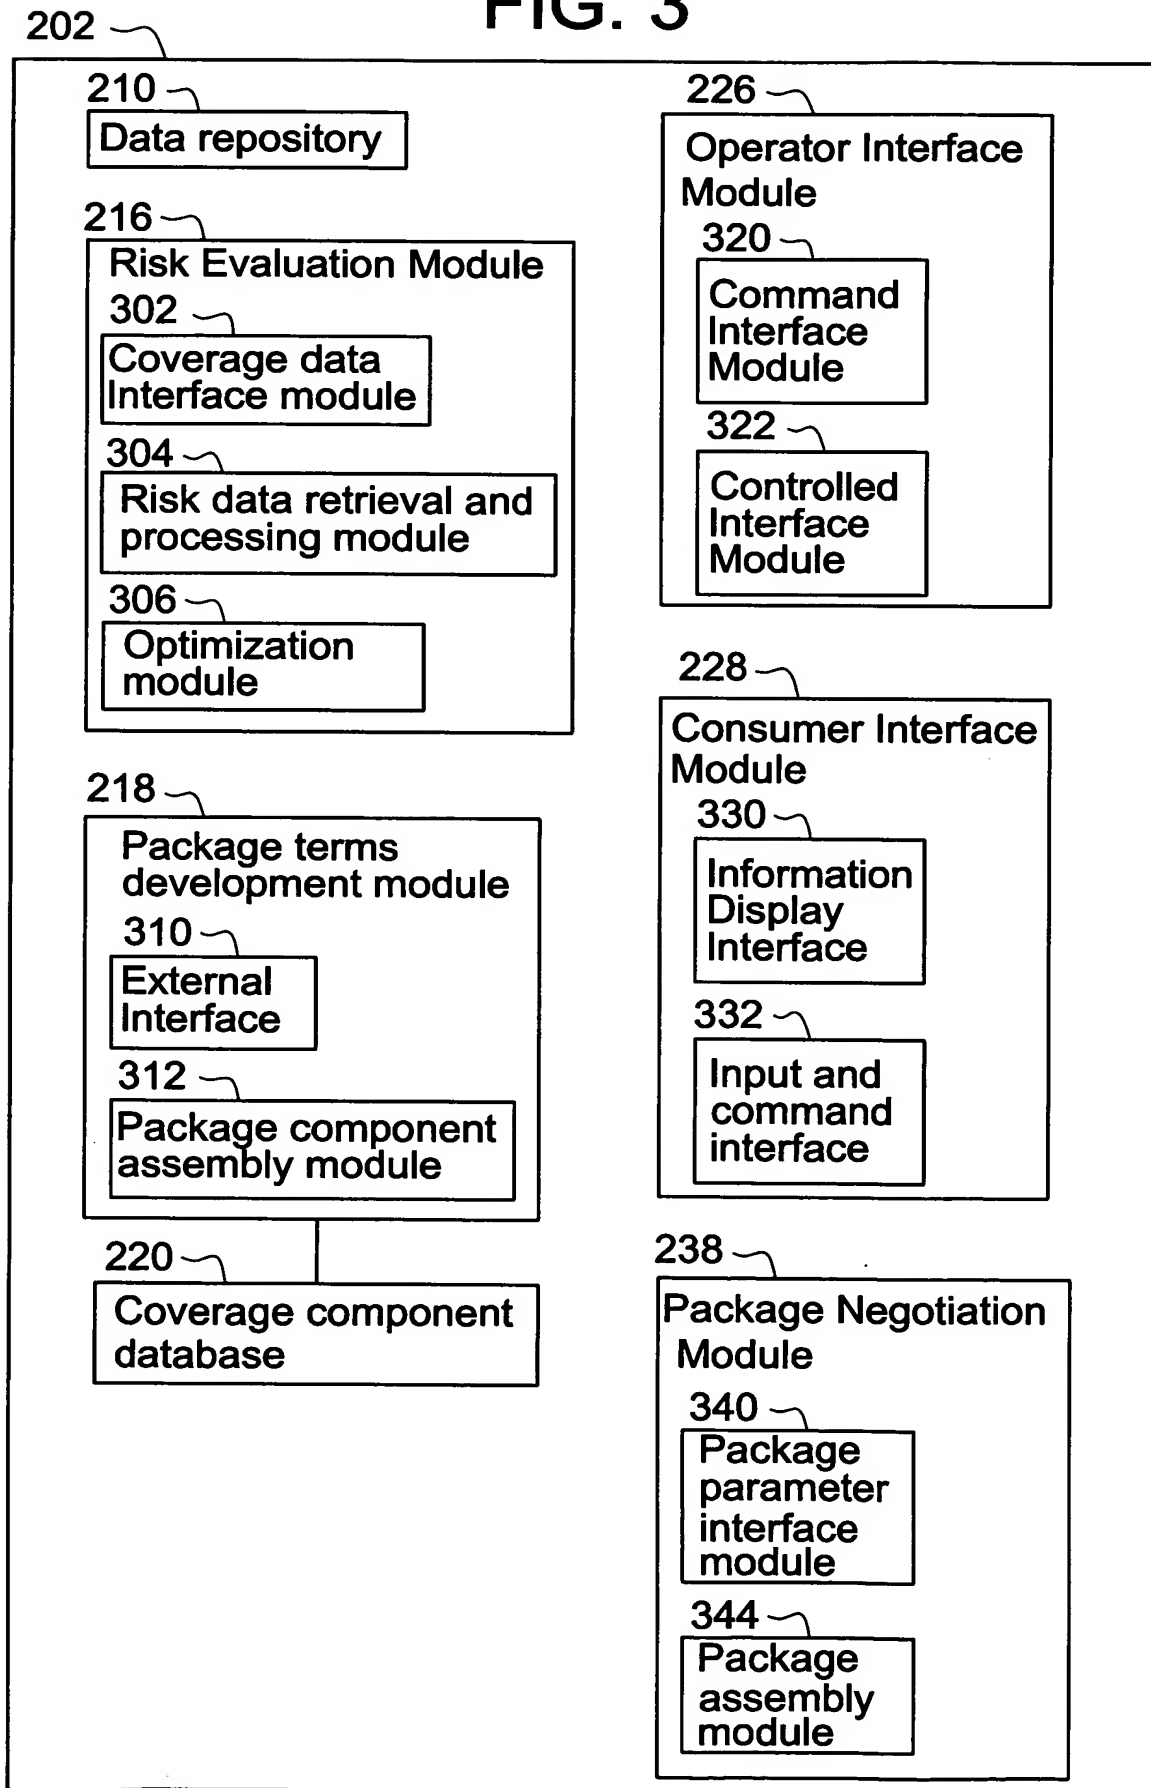 FIG. 3
202
210
Data repository
216
Risk Evaluation Module
302
Coverage data
Interface module
304
Risk data retrieval and
processing module
306
Optimization
module
218
Package terms
development module
310
External
Interface
312
Package component
assembly module
220
Coverage component
database
226
Operator Interface
Module
320
Command
Interface
Module
322
Controlled
Interface
Module
228
Consumer Interface
Module
330
Information
Display
Interface
332
Input and
command
interface
238
Package Negotiation
Module
340
Package
parameter
interface
module
344
Package
assembly
module